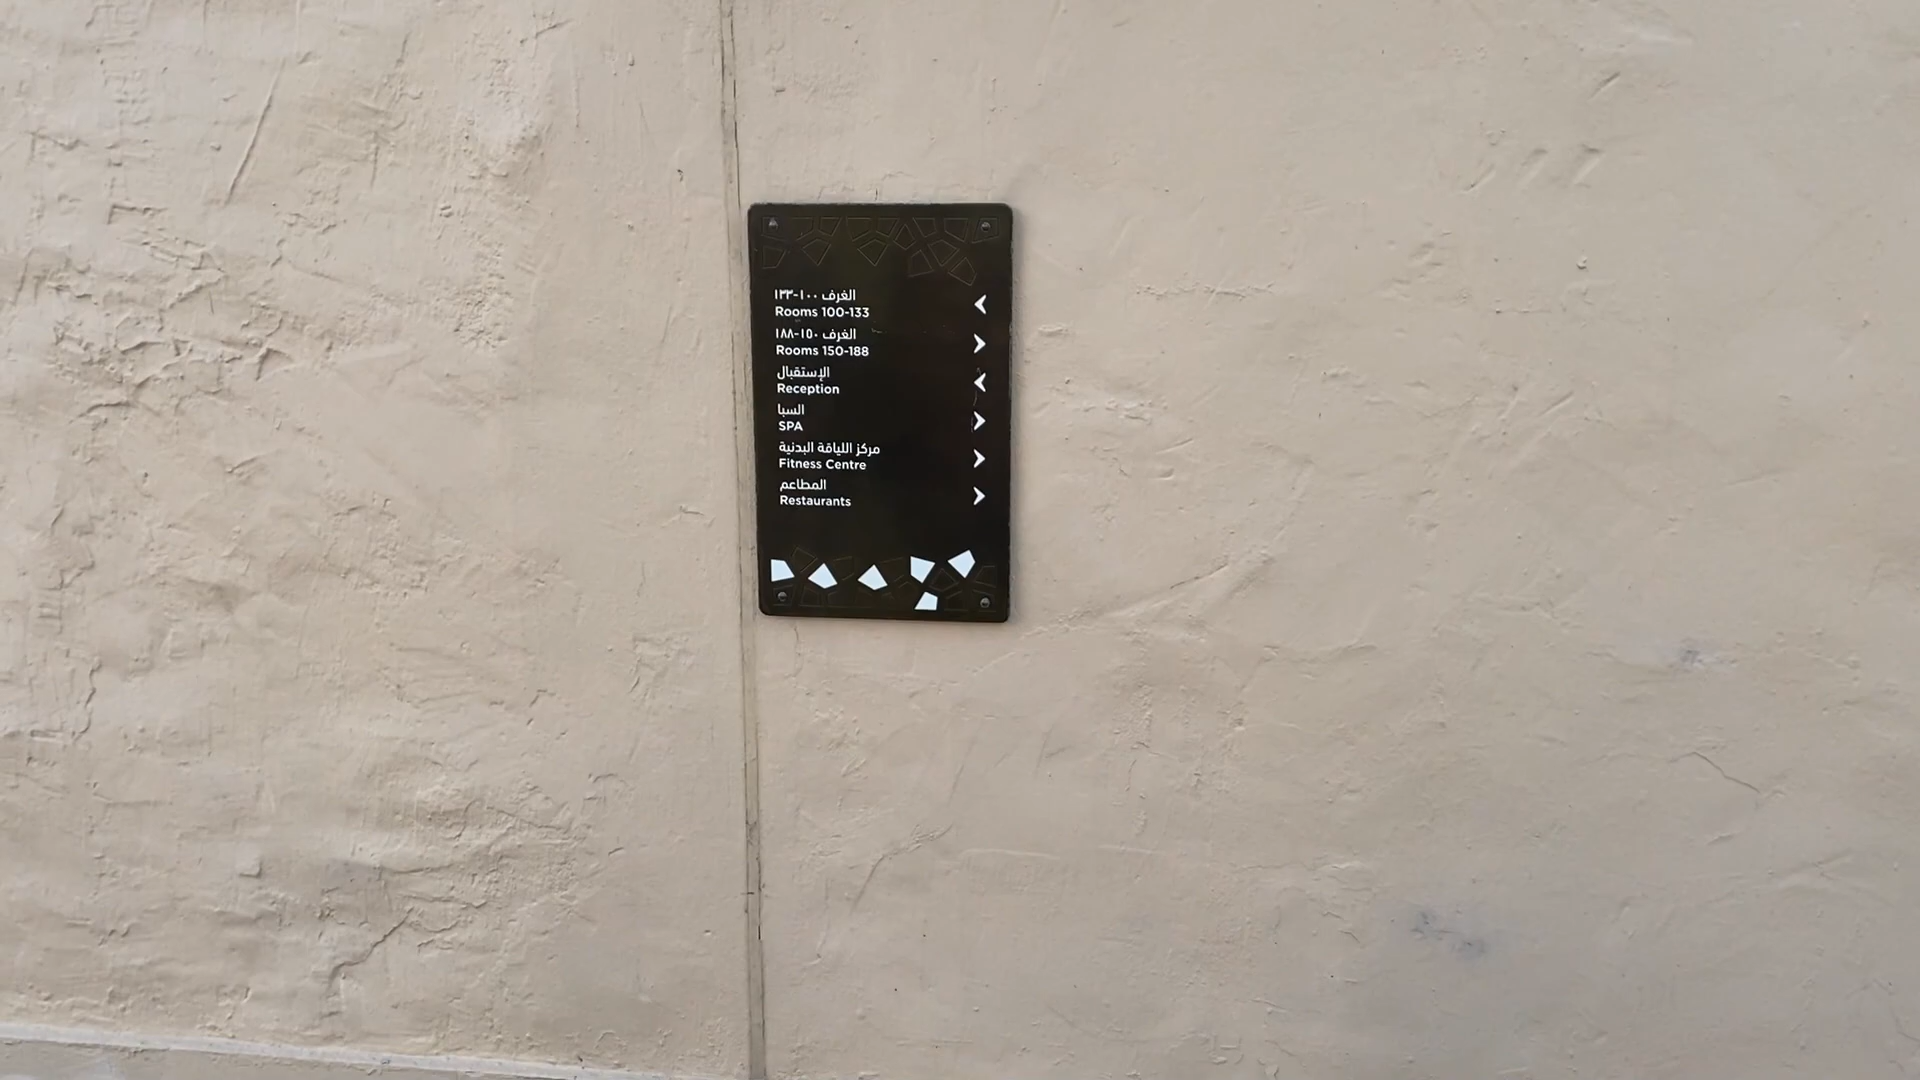 الغرف ١٠٠-١٣٣
Rooms 100-133
الغرف ١٥٠-١٨٨
Rooms 150-188
الإستقبال
Reception
السبا
SPA
مركز اللياقة البدنية
Fitness Centre
المطاعم
Restaurants